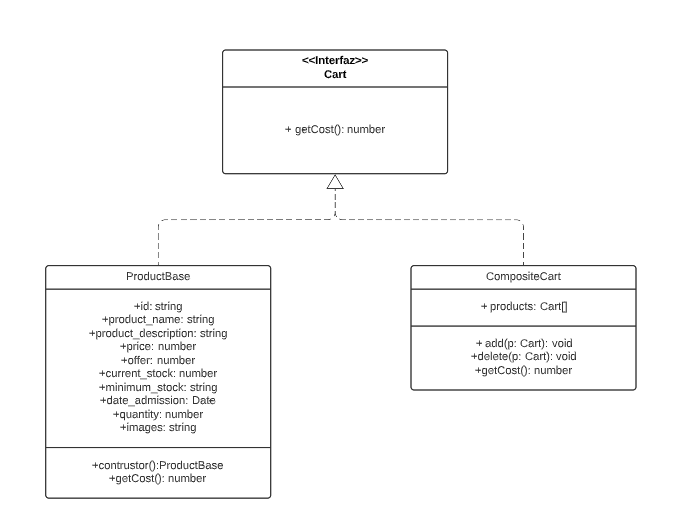 <<Interfaz>>
Cart
+ getCost(): number
ProductBase
+id: string
+product_name: string
+product_description: string
+price: number
+offer: number
+current_stock: number
+minimum_stock: string
+date_admission: Date
+quantity: number
+images: string
+contrustor():ProductBase
+getCost(): number
CompositeCart
+ products: Cart[]
+ add(p: Cart): void
+delete(p: Cart): void
+getCost(): number